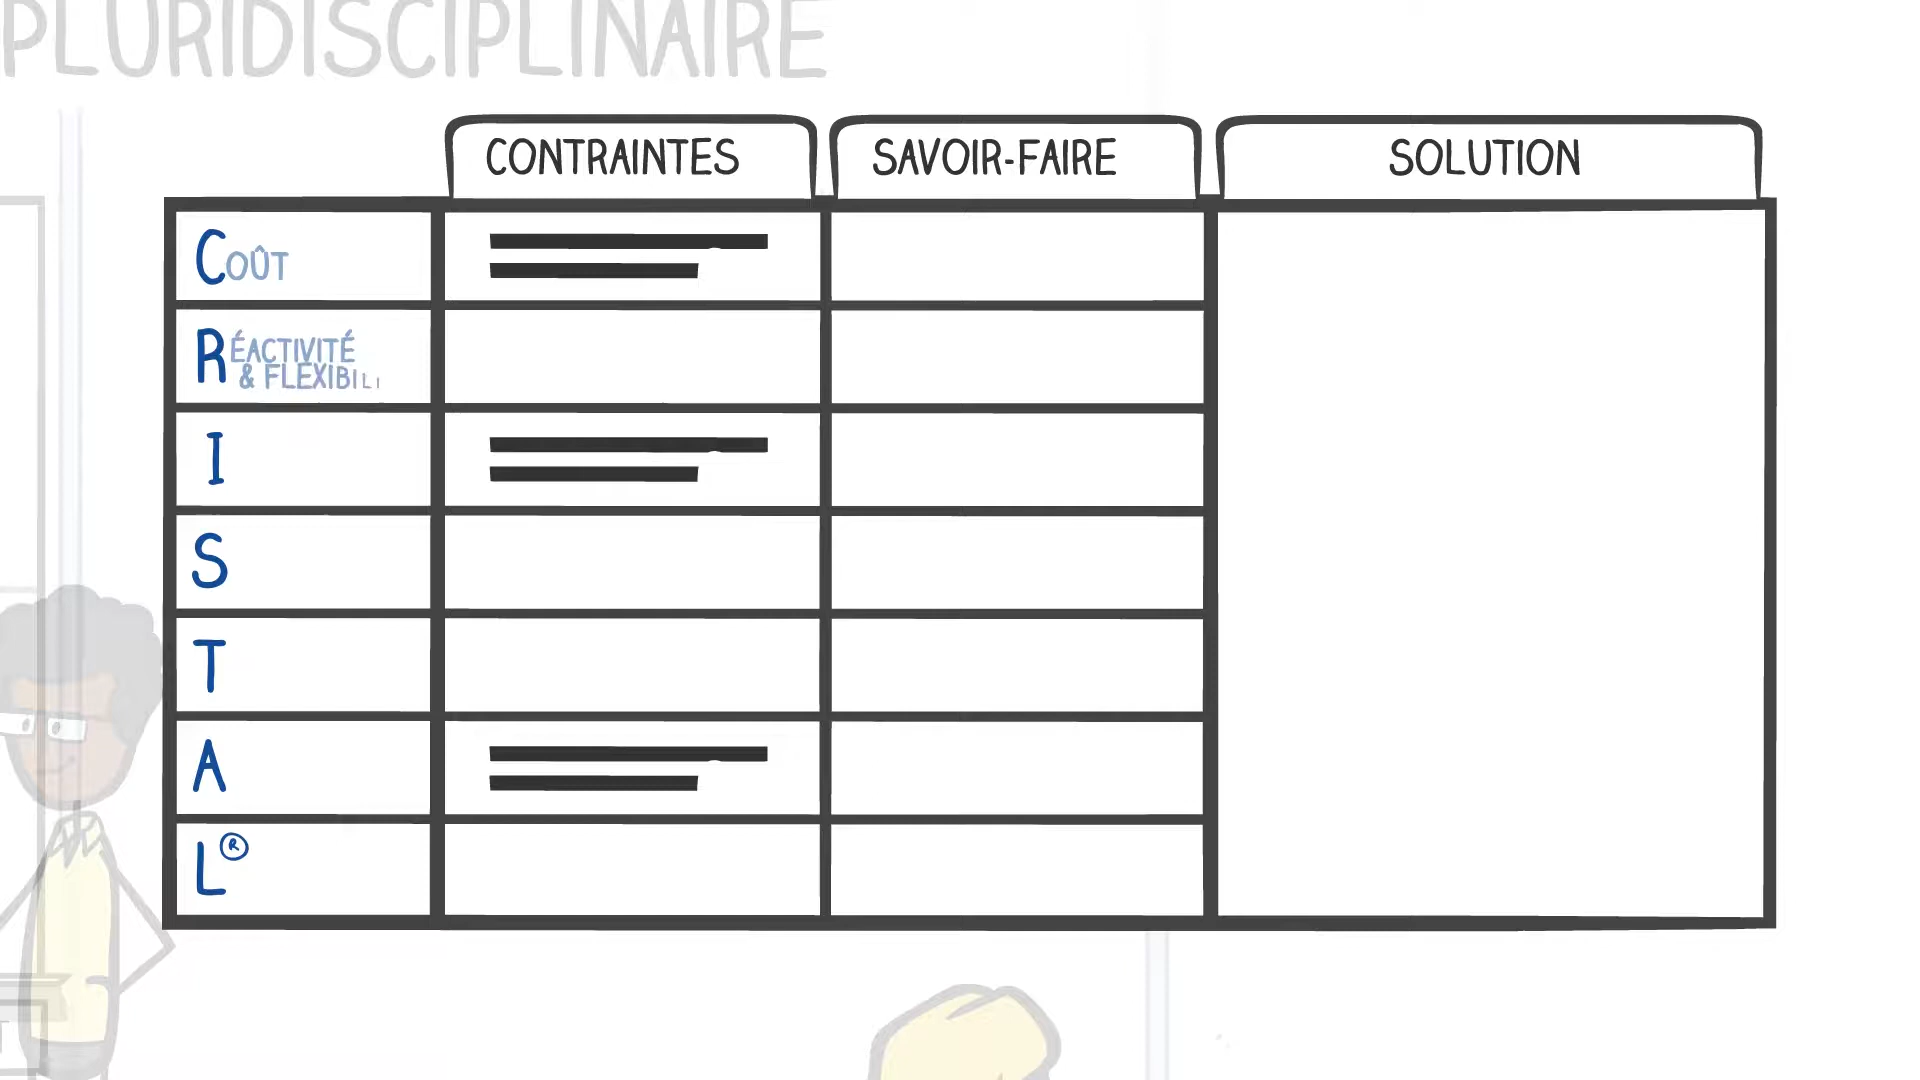 PLURIDISCIPLINAIRE
CONTRAINTES SAVOIR-FAIRE SOLUTION
COÛT
RÉACTIVITÉ
& FLEXIBILI
I
S
T
A
L®
T